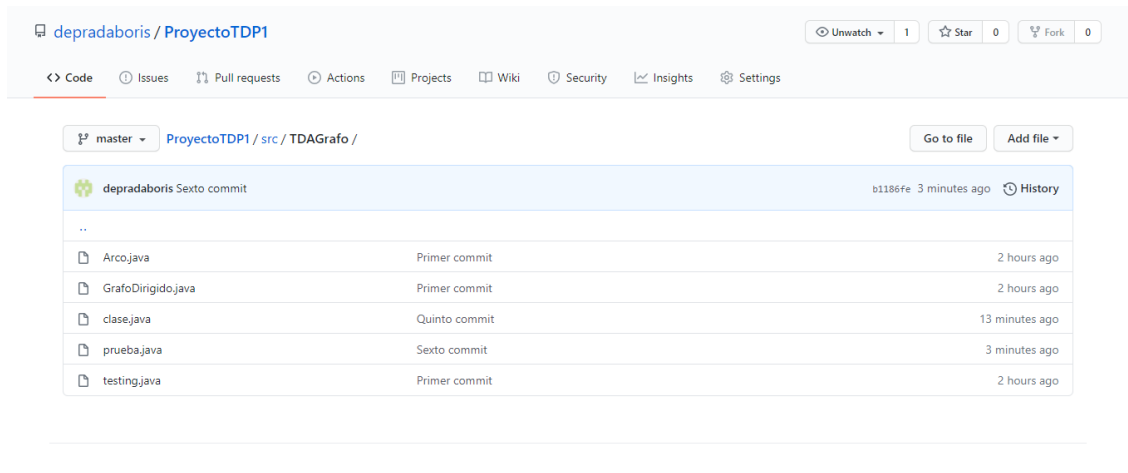 depradaboris / ProyectoTDP1 Unwatch 1 Star 0 Fork 0
<> Code Issues Pull requests Actions Projects Wiki Security Insights Settings
master ProyectoTDP1 / src / TDAGrafo / Go to file Add file
depradaboris Sexto commit b1186fe 3 minutes ago History
..
Arco.java Primer commit 2 hours ago
GrafoDirigido.java Primer commit 2 hours ago
clase.java Quinto commit 13 minutes ago
prueba.java Sexto commit 3 minutes ago
testing.java Primer commit 2 hours ago